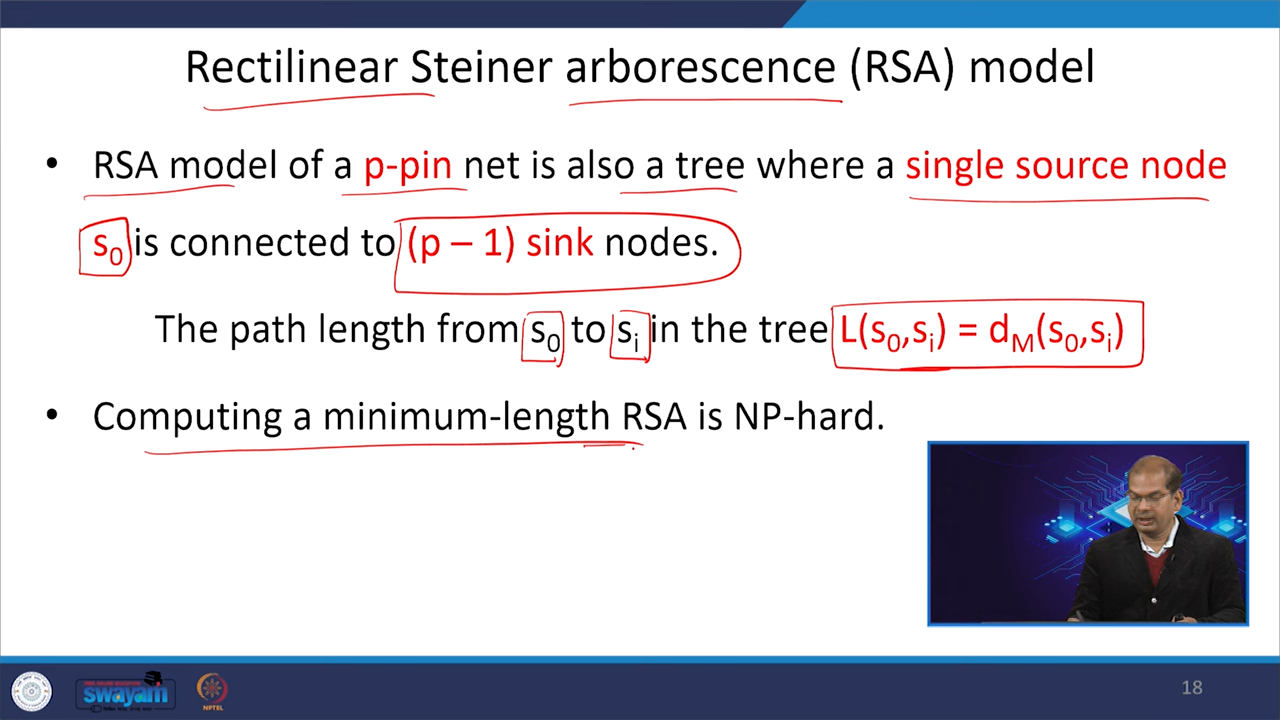 Rectilinear Steiner arborescence (RSA) model
• RSA model of a p-pin net is also a tree where a single source node
s₀ is connected to (p – 1) sink nodes.
The path length from s₀ to sᵢ in the tree L(s₀,sᵢ) = d_M(s₀,sᵢ)
• Computing a minimum-length RSA is NP-hard.
swayam
NPTEL
18